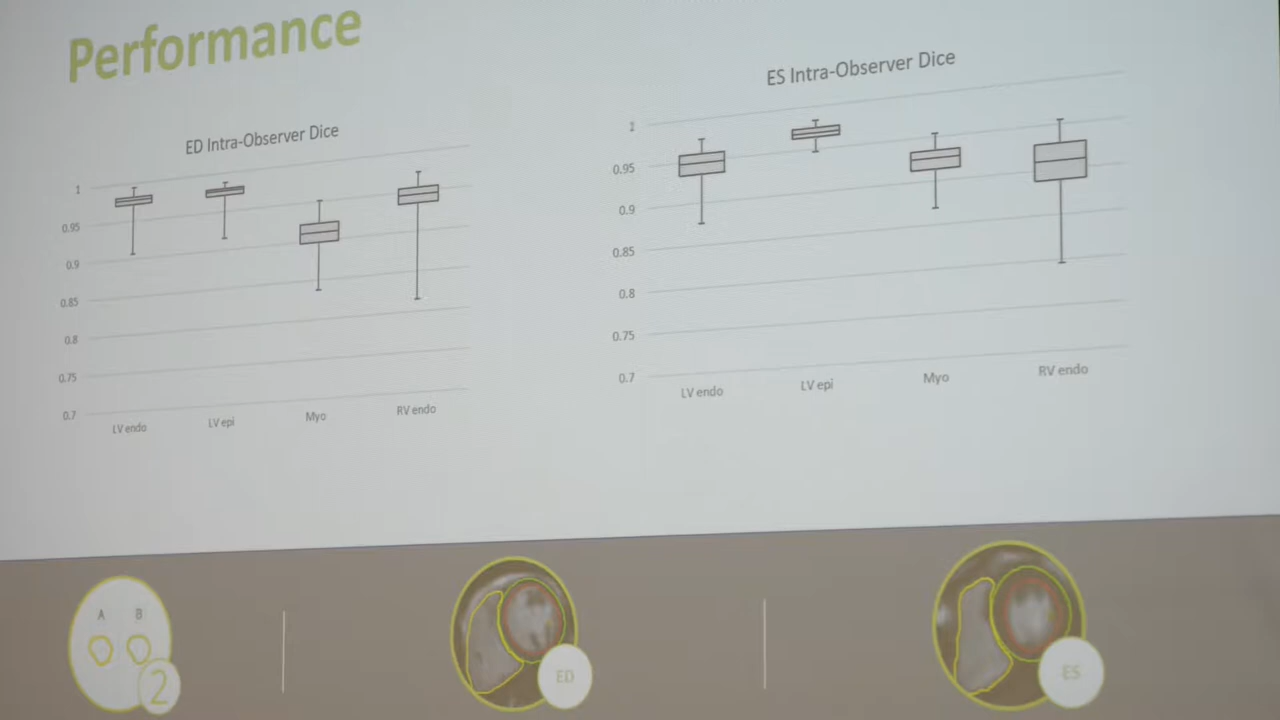 Performance
ED Intra-Observer Dice
1
0.95
0.9
0.85
0.8
0.75
0.7
LV endo
LV epi
Myo
RV endo
ES Intra-Observer Dice
1
0.95
0.9
0.85
0.8
0.75
0.7
LV endo
LV epi
Myo
RV endo
A B
2
ED
ES